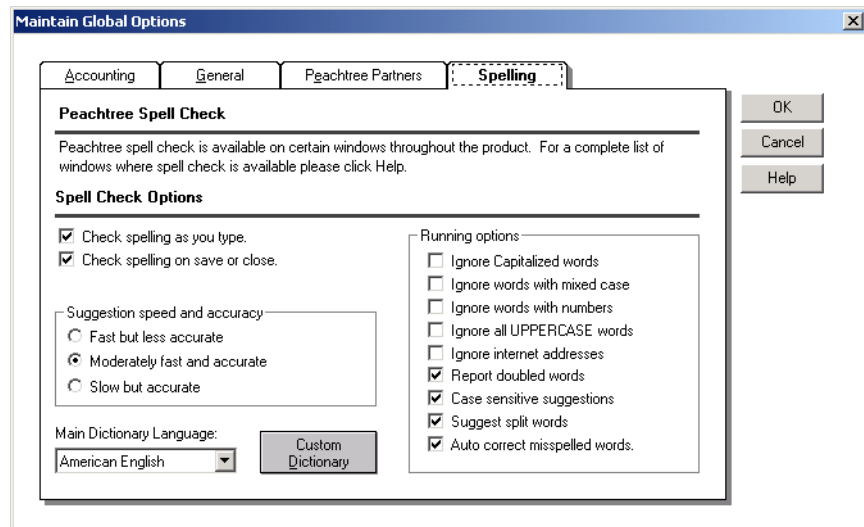 Maintain Global Options
Accounting
General
Peachtree Partners
Spelling
Peachtree Spell Check
Peachtree spell check is available on certain windows throughout the product. For a complete list of
windows where spell check is available please click Help.
Spell Check Options
Check spelling as you type.
Check spelling on save or close.
Suggestion speed and accuracy
Fast but less accurate
Moderately fast and accurate
Slow but accurate
Main Dictionary Language:
American English
Custom
Dictionary
Running options
Ignore Capitalized words
Ignore words with mixed case
Ignore words with numbers
Ignore all UPPERCASE words
Ignore internet addresses
Report doubled words
Case sensitive suggestions
Suggest split words
Auto correct misspelled words.
OK
Cancel
Help